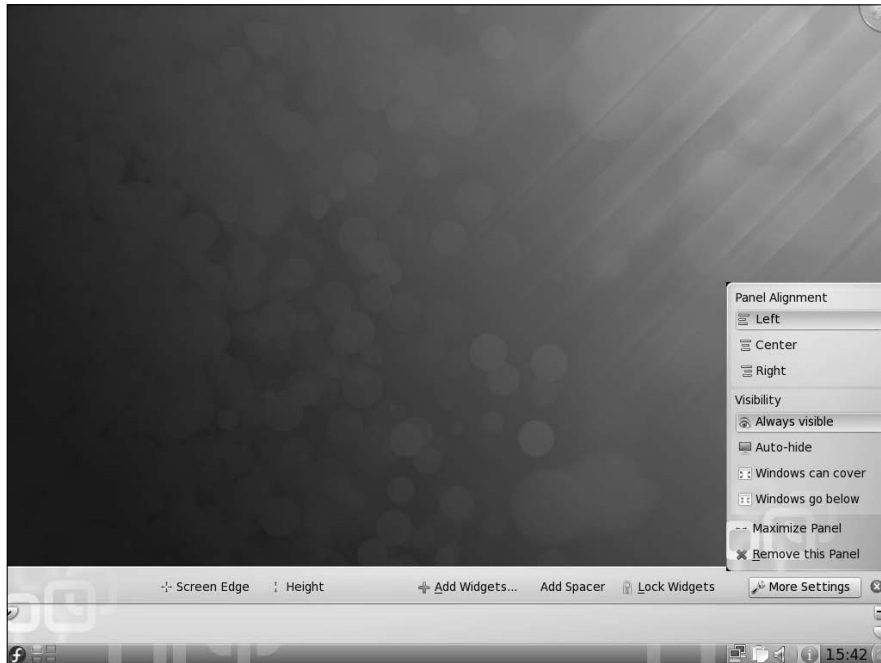 Panel Alignment
Left
Center
Right
Visibility
Always visible
Auto-hide
Windows can cover
Windows go below
Maximize Panel
Remove this Panel
Screen Edge Height Add Widgets... Add Spacer Lock Widgets More Settings
15:42